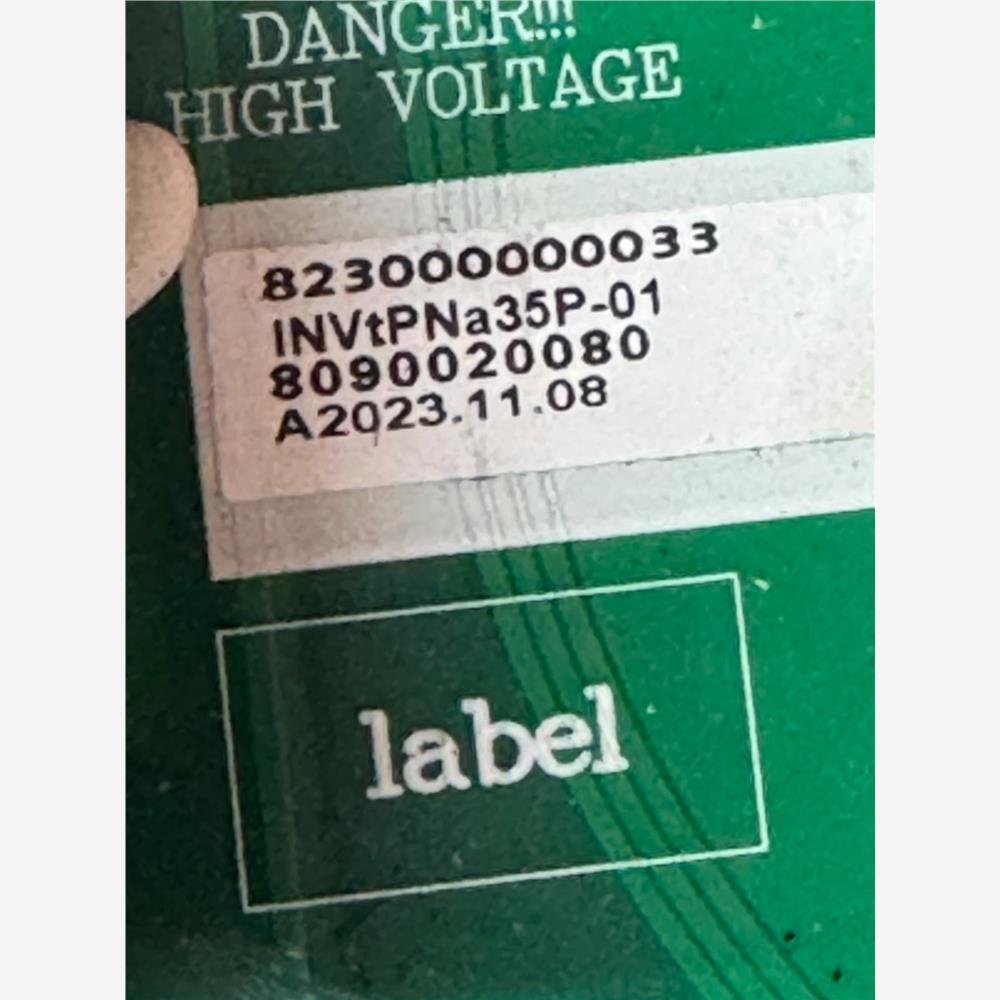 DANGER!!!
HIGH VOLTAGE
823000000033
INVtPNa35P-01
8090020080
A2023.11.08
label